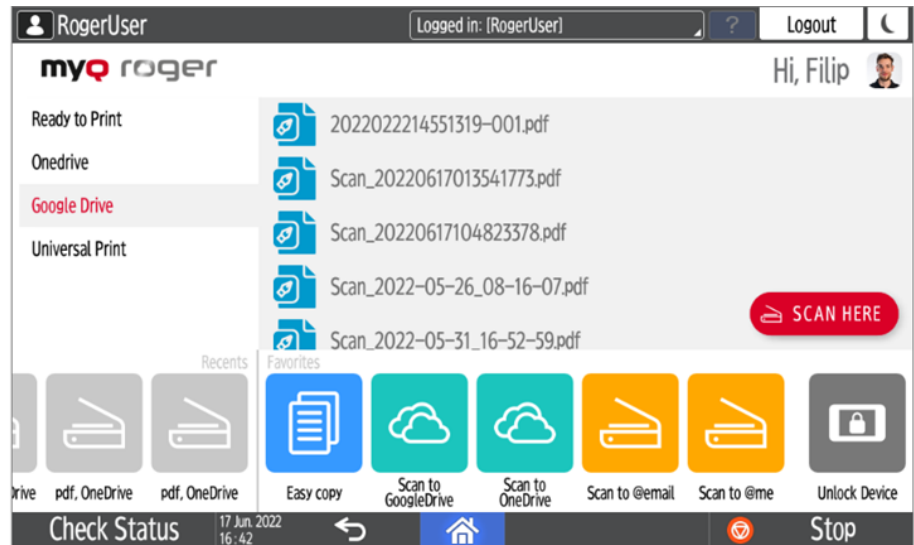 RogerUser
Logged in: [RogerUser]
?
Logout
myQ roger
Hi, Filip
Ready to Print
Onedrive
Google Drive
Universal Print
2022022214551319-001.pdf
Scan_20220617013541773.pdf
Scan_20220617104823378.pdf
Scan_2022-05-26_08-16-07.pdf
Scan_2022-05-31_16-52-59.pdf
SCAN HERE
Recents
Favorites
Drive
pdf, OneDrive
pdf, OneDrive
Easy copy
Scan to
GoogleDrive
Scan to
OneDrive
Scan to @email
Scan to @me
Unlock Device
Check Status
17 Jun. 2022
16:42
Stop